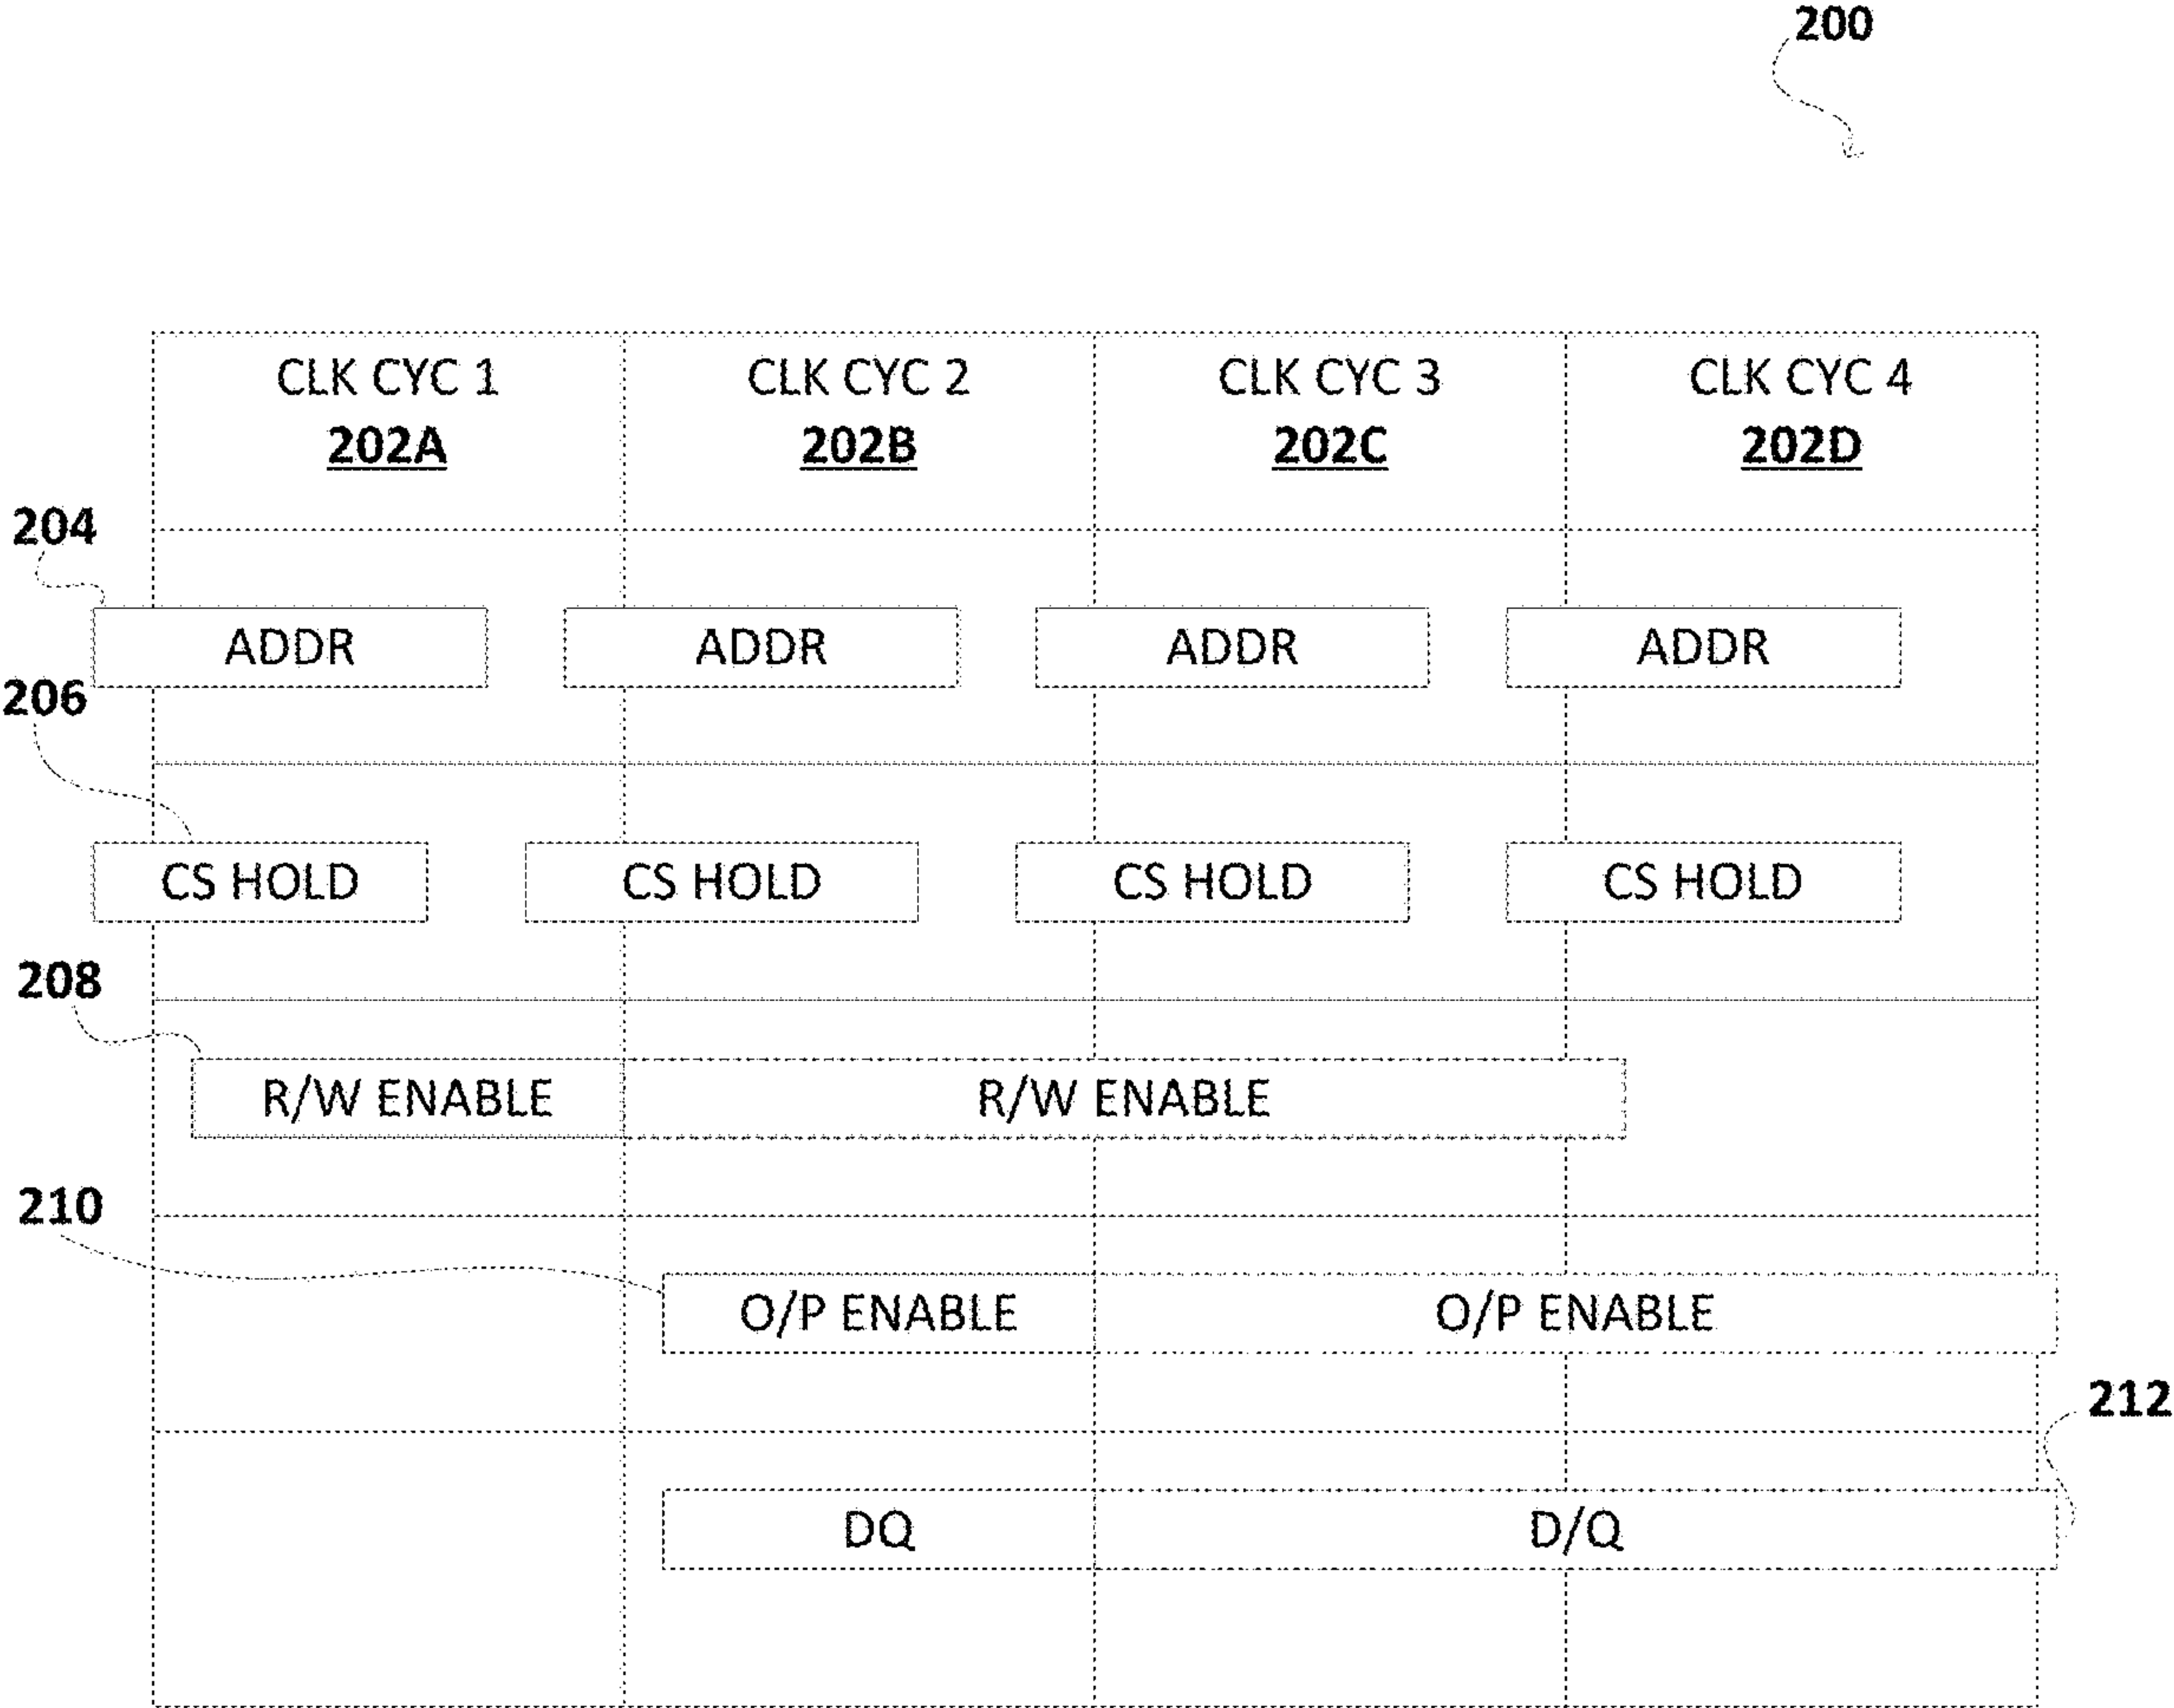 200
CLK CYC 1 CLK CYC 2 CLK CYC 3 CLK CYC 4
202A 202B 202C 202D
204
ADDR ADDR ADDR ADDR
206
CS HOLD CS HOLD CS HOLD CS HOLD
208
R/W ENABLE R/W ENABLE
210
O/P ENABLE O/P ENABLE
212
DQ D/Q